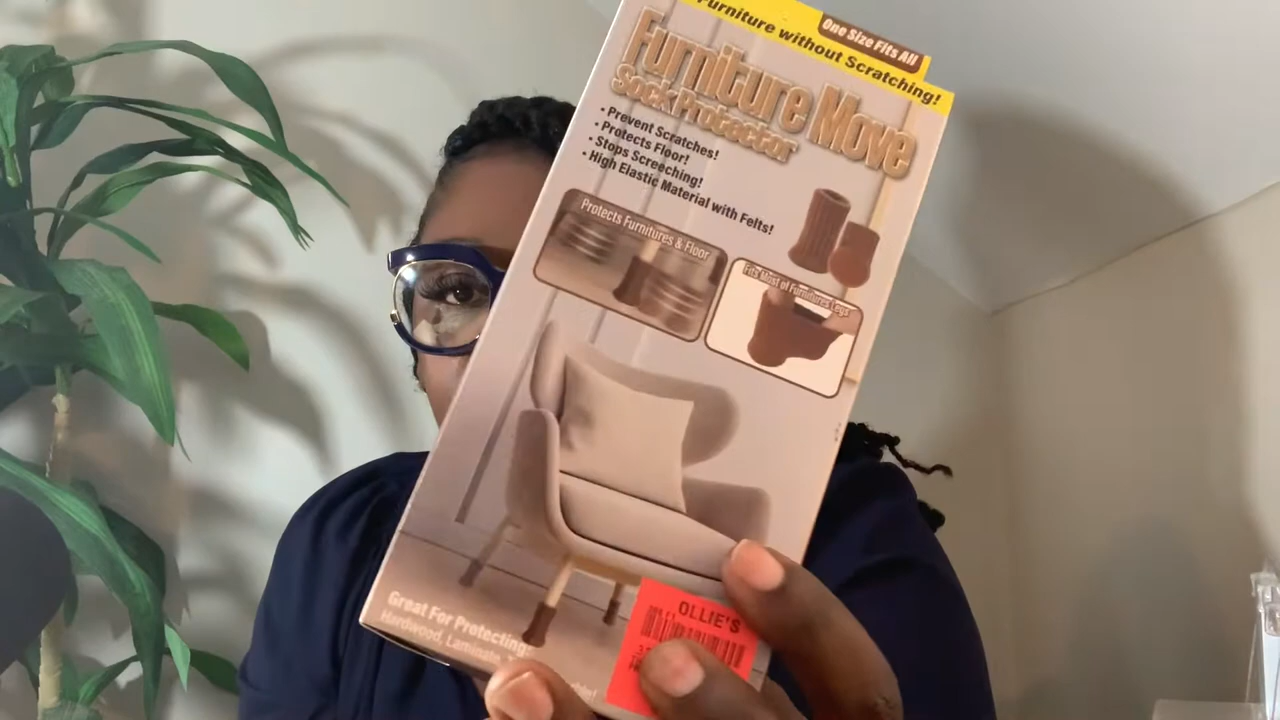 One Size Fits All
Furniture without Scratching!
Furniture Move
Sock Protector
• Prevent Scratches!
• Protects Floor!
• Stops Screeching!
• High Elastic Material with Felts!
Protects Furnitures & Floor
Fits Most of Furnitures Legs
Great For Protecting:
Hardwood, Laminate,
OLLIE'S